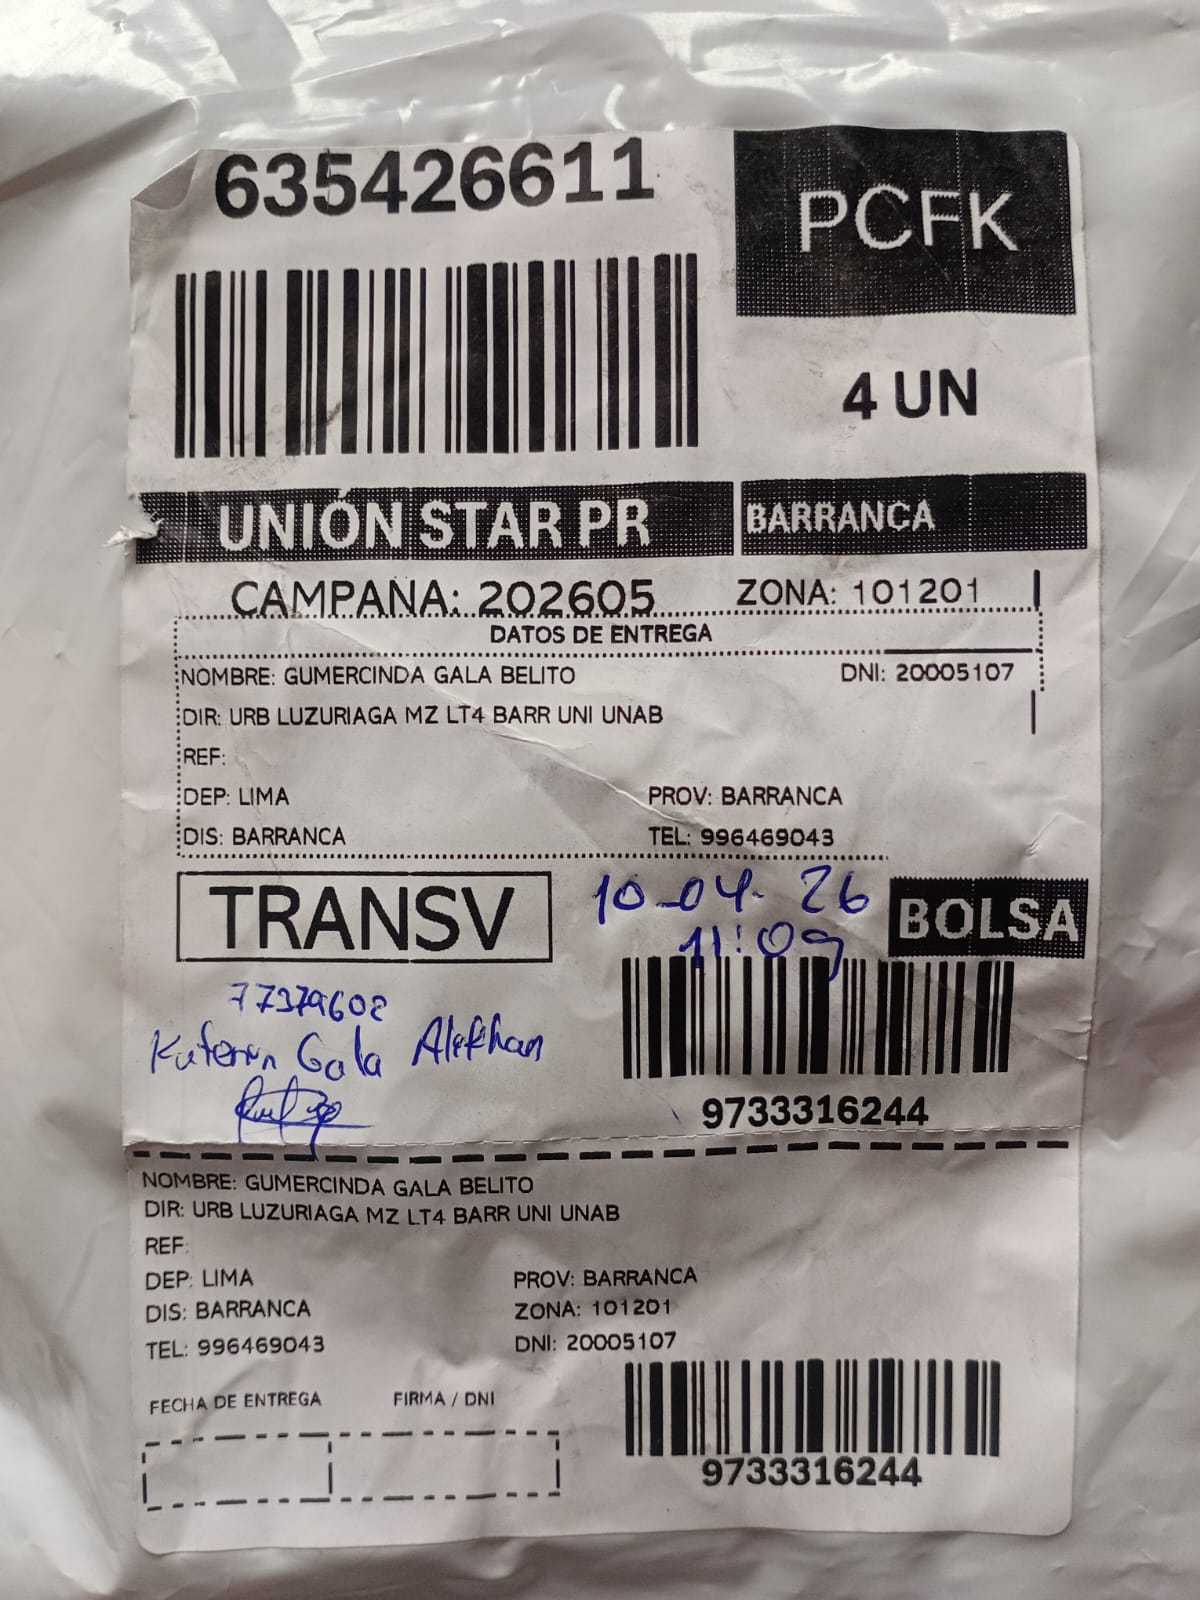 635426611
PCFK
4 UN
UNIÓN STAR PR
BARRANCA
CAMPAÑA: 202605
ZONA: 101201
DATOS DE ENTREGA
NOMBRE: GUMERCINDA GALA BELITO
DNI: 20005107
DIR: URB LUZURIAGA MZ LT4 BARR UNI UNAB
REF:
DEP: LIMA
PROV: BARRANCA
DIS: BARRANCA
TEL: 996469043
TRANSV
10-04-26
11:09
BOLSA
Gala
9733316244
NOMBRE: GUMERCINDA GALA BELITO
DIR: URB LUZURIAGA MZ LT4 BARR UNI UNAB
REF:
DEP: LIMA
PROV: BARRANCA
DIS: BARRANCA
ZONA: 101201
TEL: 996469043
DNI: 20005107
FECHA DE ENTREGA
FIRMA / DNI
9733316244